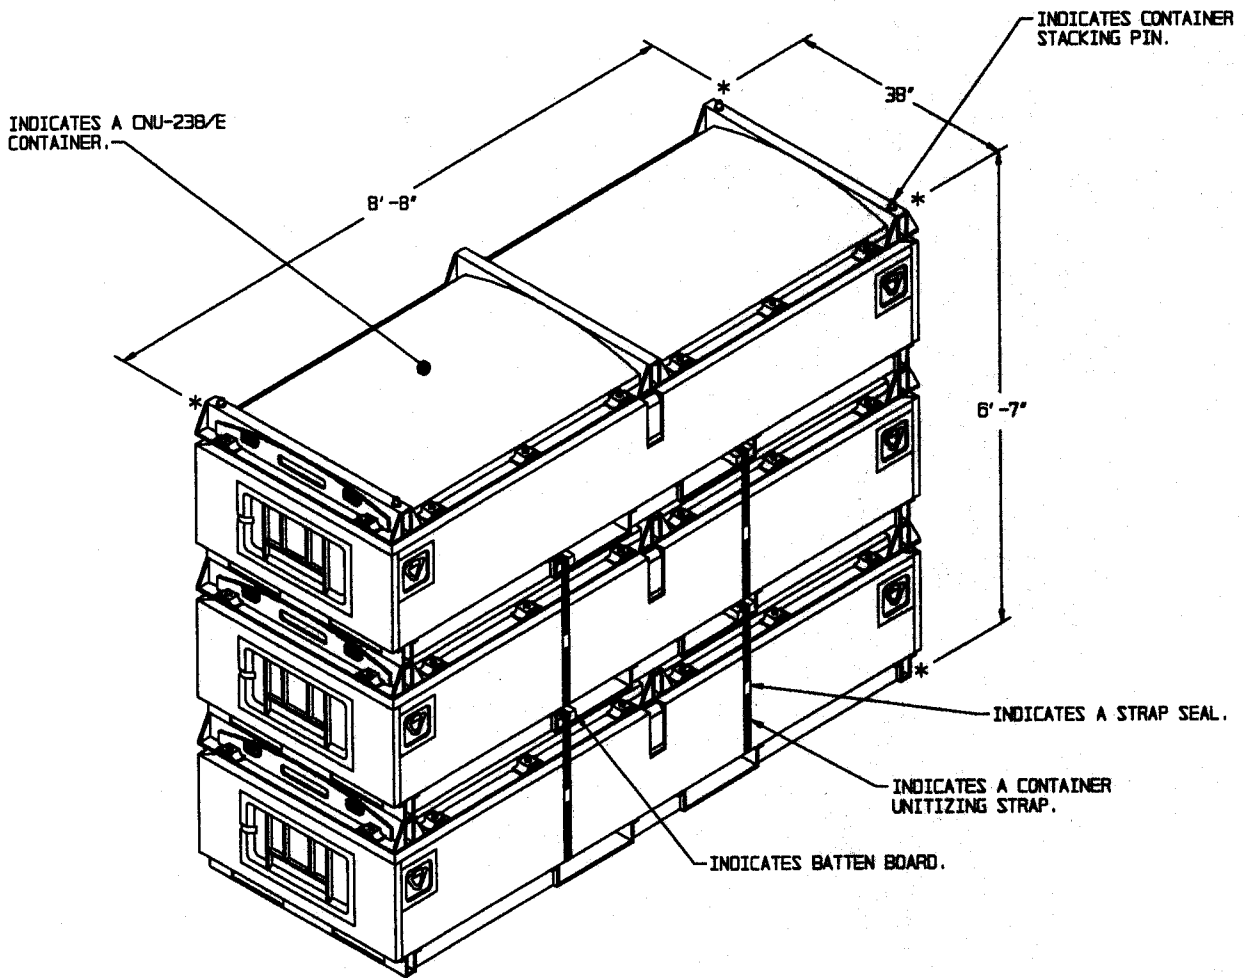 INDICATES CONTAINER
STACKING PIN.
38"
INDICATES A CNU-238/E
CONTAINER.
8'-8"
6'-7"
INDICATES A STRAP SEAL.
INDICATES A CONTAINER
UNITIZING STRAP.
INDICATES BATTEN BOARD.